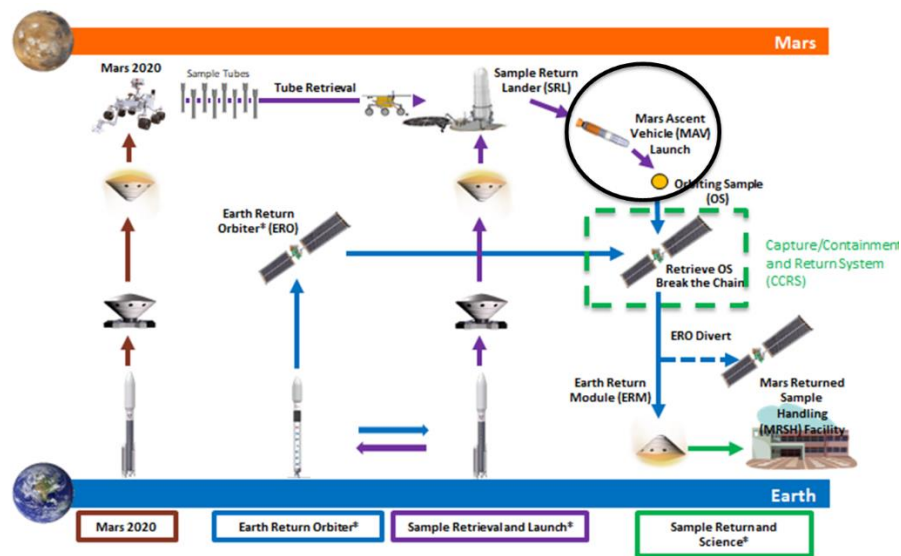 Mars
Mars 2020
Sample Tubes
Tube Retrieval
Sample Return
Lander (SRL)
Mars Ascent
Vehicle (MAV)
Launch
Orbiting Sample
(OS)
Earth Return
Orbiter* (ERO)
Capture/Containment
and Return System
(CCRS)
Retrieve OS
Break the Chain
ERO Divert
Earth Return
Module (ERM)
Mars Returned
Sample
Handling
(MRSH) Facility
Earth
Mars 2020
Earth Return Orbiter*
Sample Retrieval and Launch*
Sample Return and
Science*